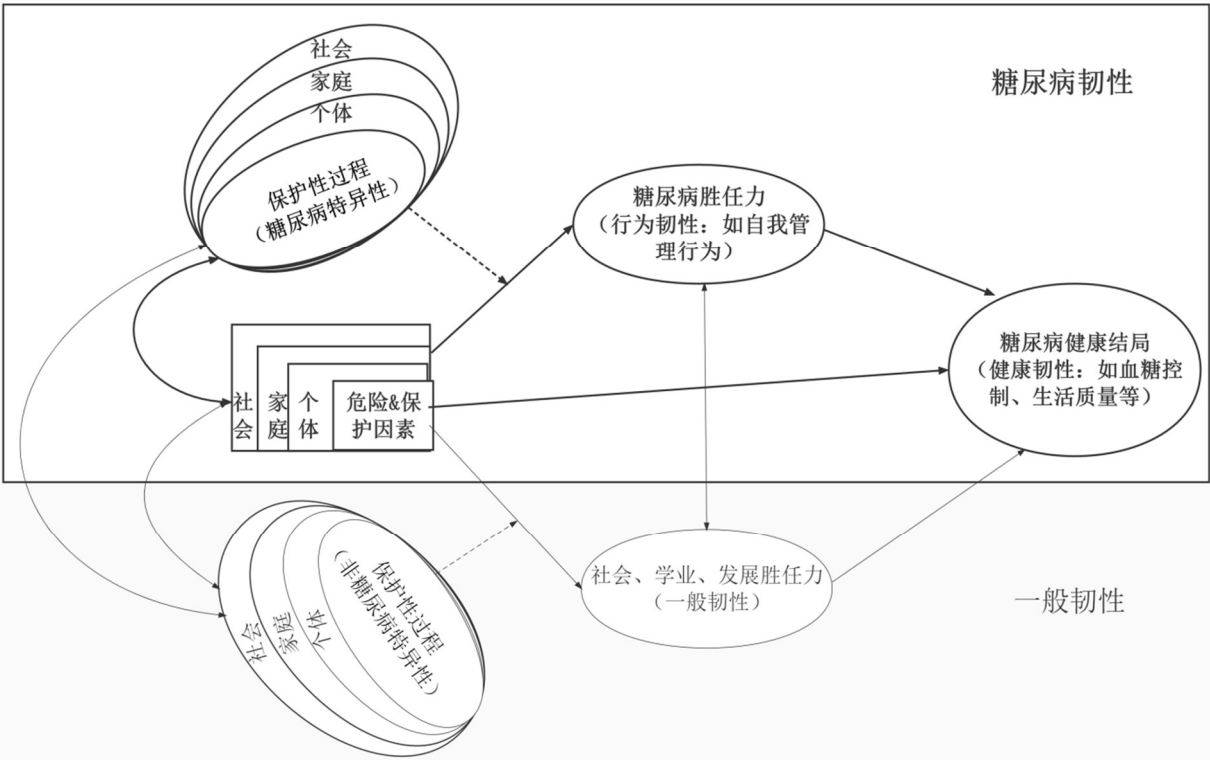 社会
家庭
个体
保护性过程
（糖尿病特异性）
糖尿病韧性
糖尿病胜任力
（行为韧性：如自我管
理行为）
糖尿病健康结局
（健康韧性：如血糖控
制、生活质量等）
社会
家庭
个体
危险&保
护因素
社会
家庭
个体
保护性过程
（非糖尿病特异性）
社会、学业、发展胜任力
（一般韧性）
一般韧性